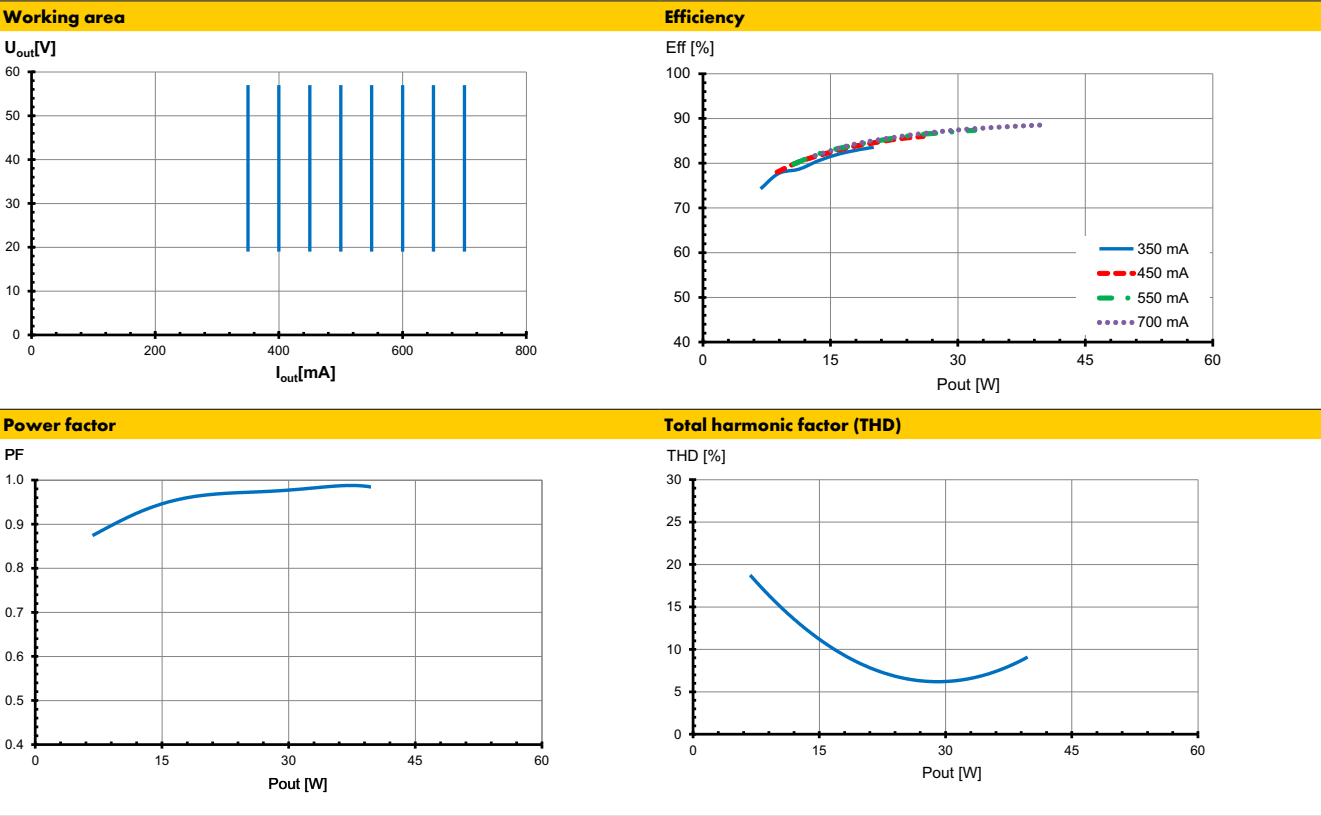 Working area
U_out[V]
60
50
40
30
20
10
0
0 200 400 600 800
I_out[mA]
Efficiency
Eff [%]
100
90
80
70
60
50
40
350 mA
450 mA
550 mA
700 mA
0 15 30 45 60
Pout [W]
Power factor
PF
1.0
0.9
0.8
0.7
0.6
0.5
0.4
0 15 30 45 60
Pout [W]
Total harmonic factor (THD)
THD [%]
30
25
20
15
10
5
0
0 15 30 45 60
Pout [W]